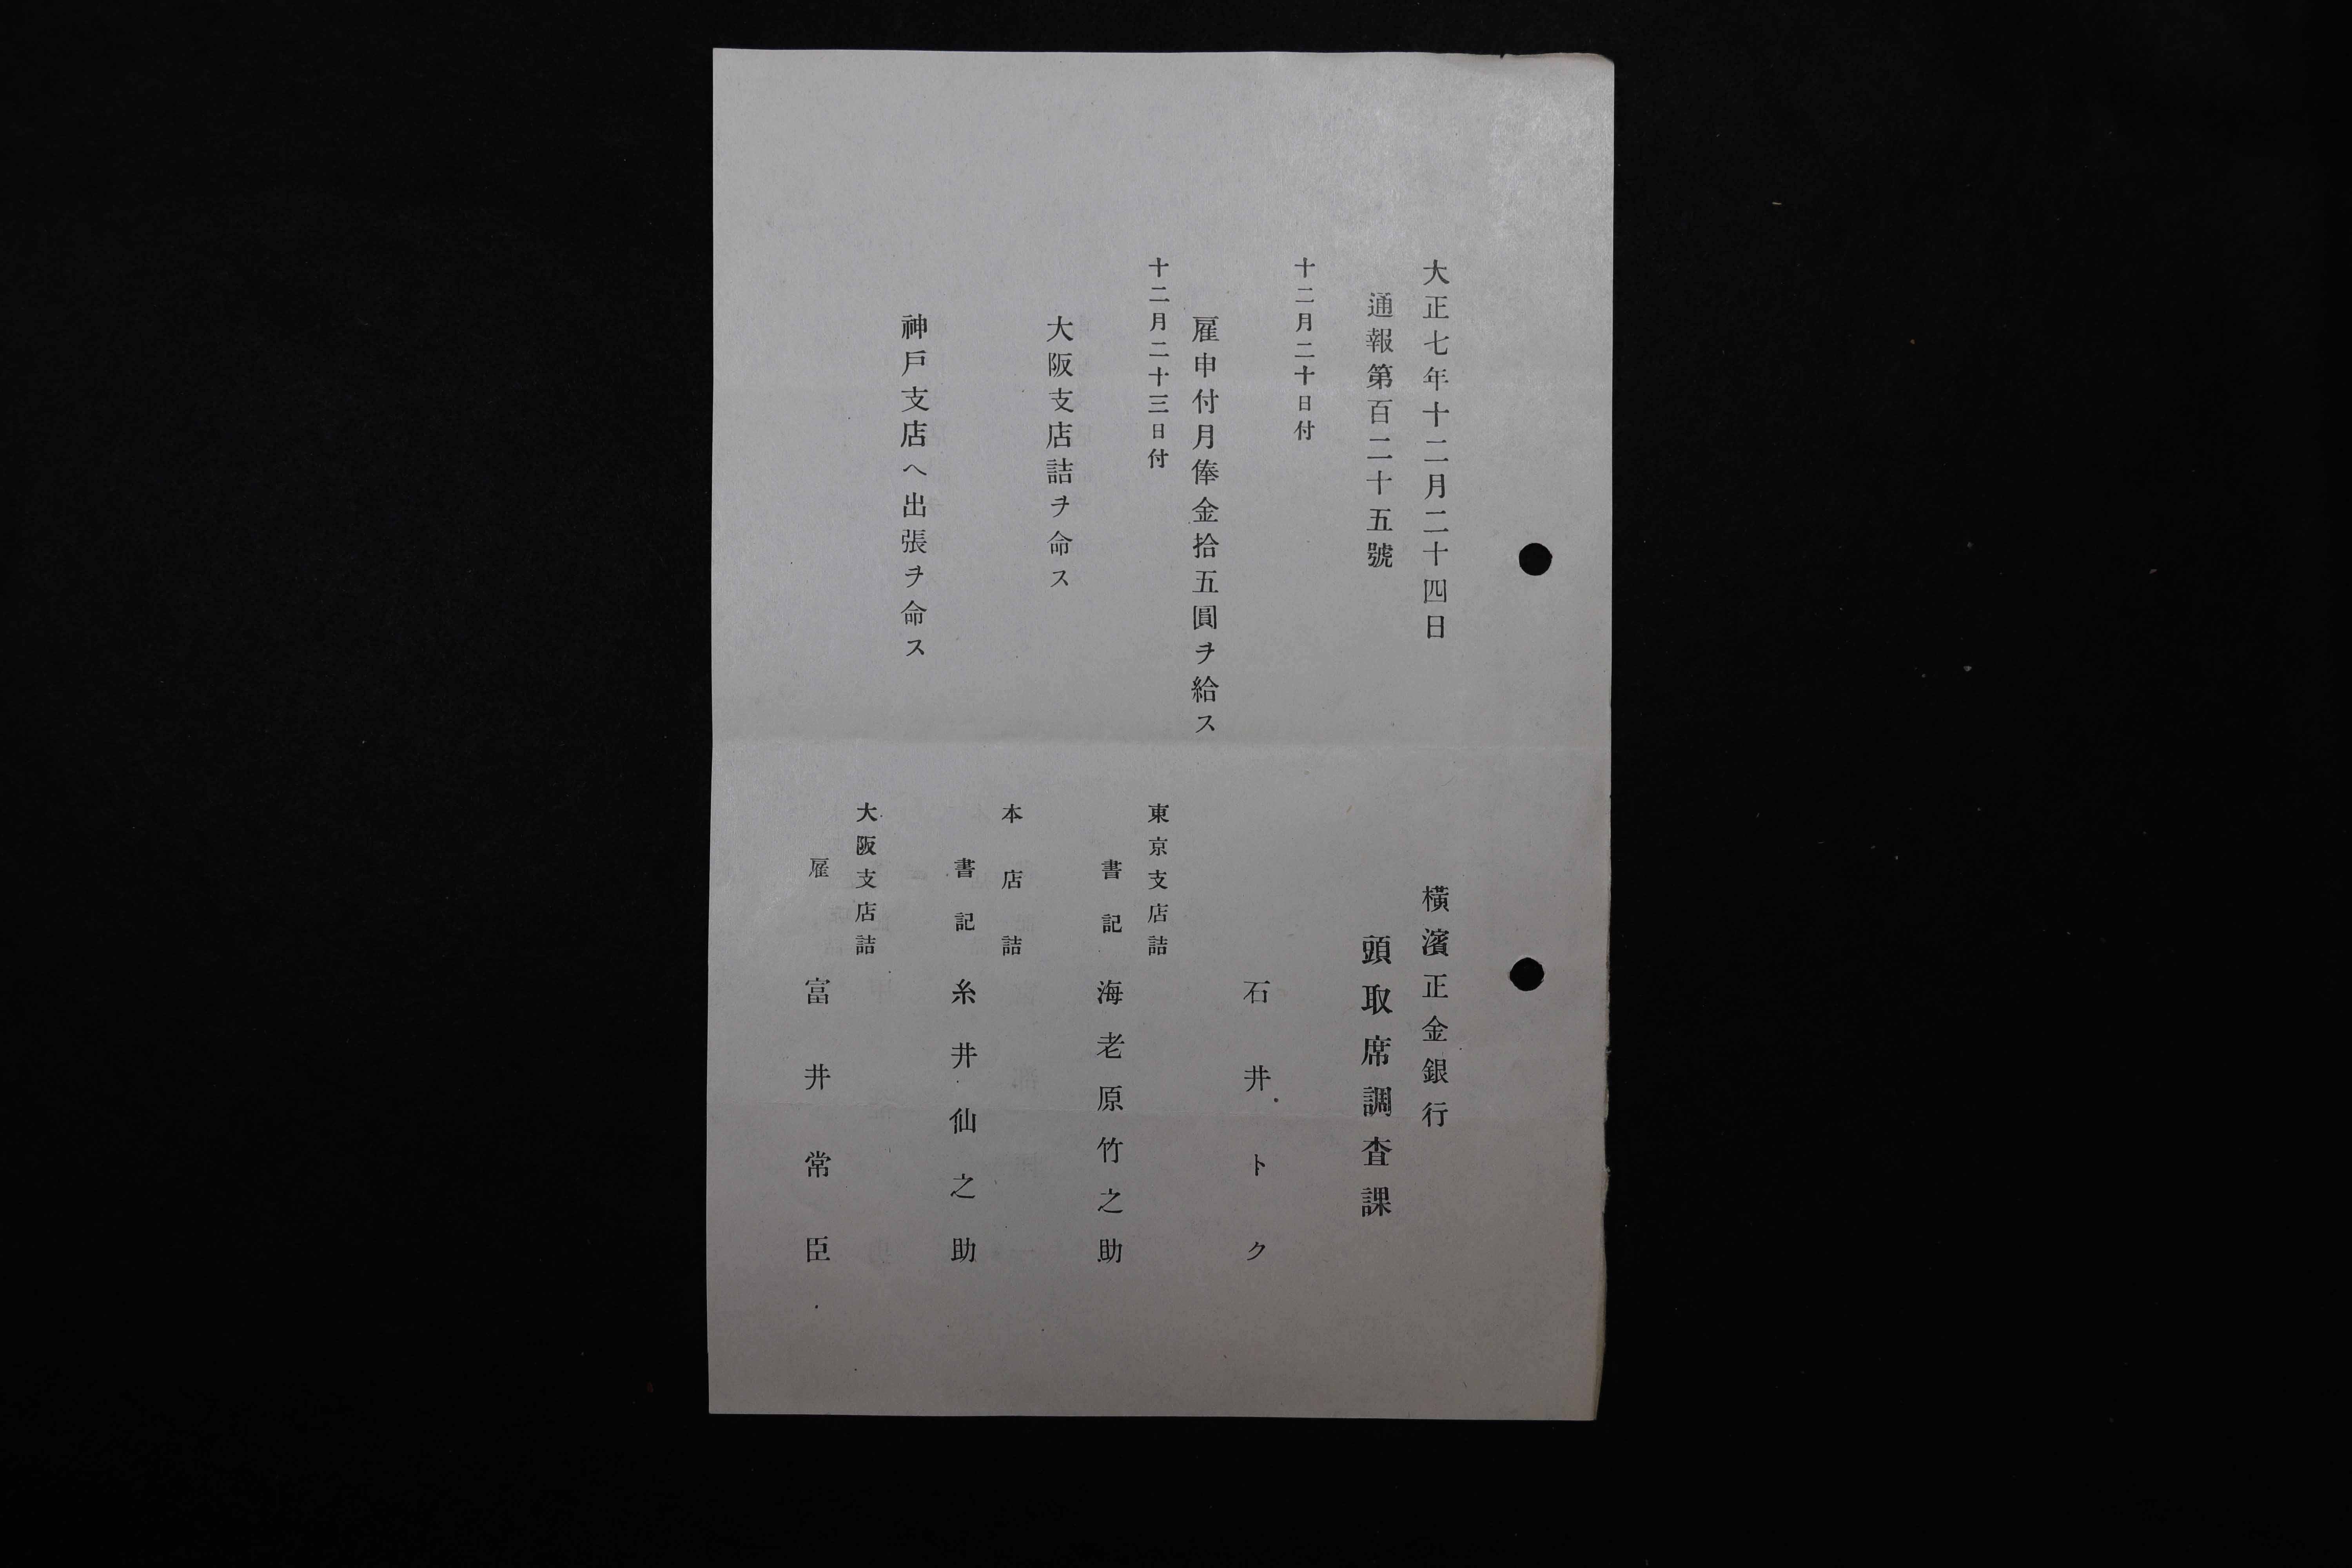 大正七年十二月二十四日
橫濱正金銀行
通報第百二十五號
頭取席調查課
十二月二十日付
石井トク
雇申付月俸金拾五圓ヲ給ス
十二月二十三日付
東京支店詰
書記 海老原竹之助
大阪支店詰ヲ命ス
本店詰
書記 糸井仙之助
神戶支店ヘ出張ヲ命ス
大阪支店詰
雇 富井常臣